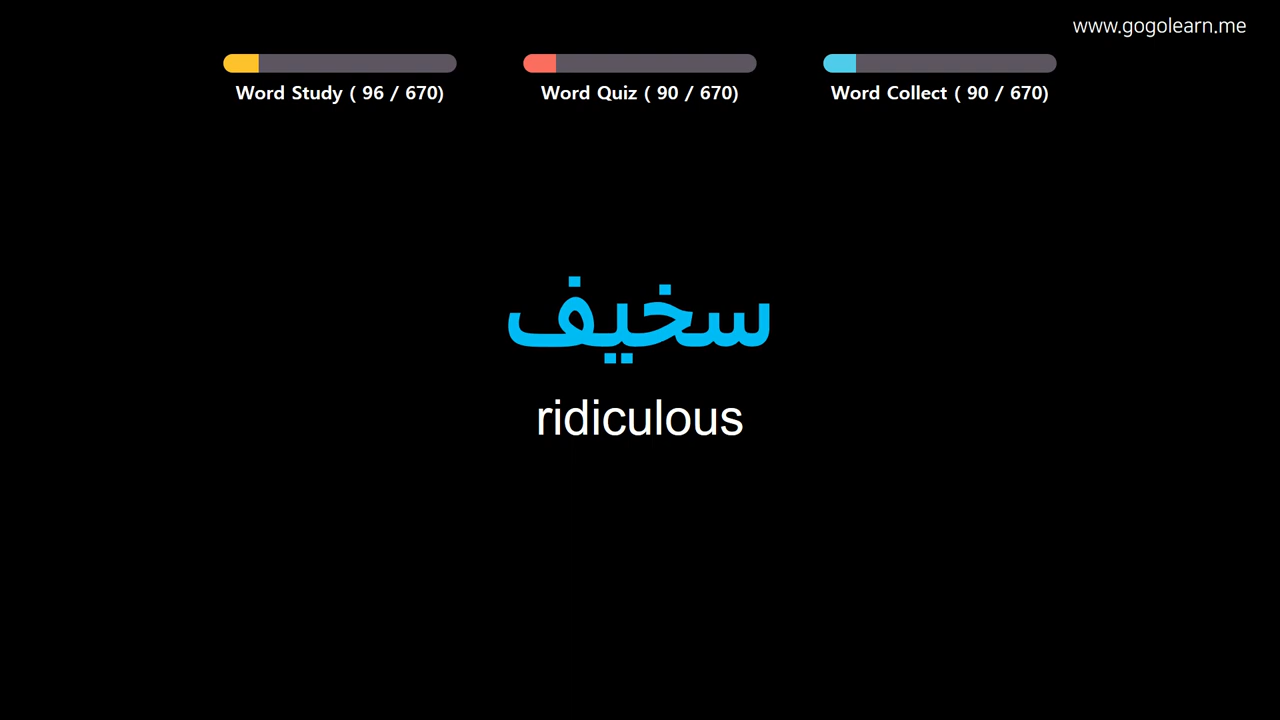 www.gogolearn.me
Word Study ( 96 / 670)
Word Quiz ( 90 / 670)
Word Collect ( 90 / 670)
سخيف
ridiculous